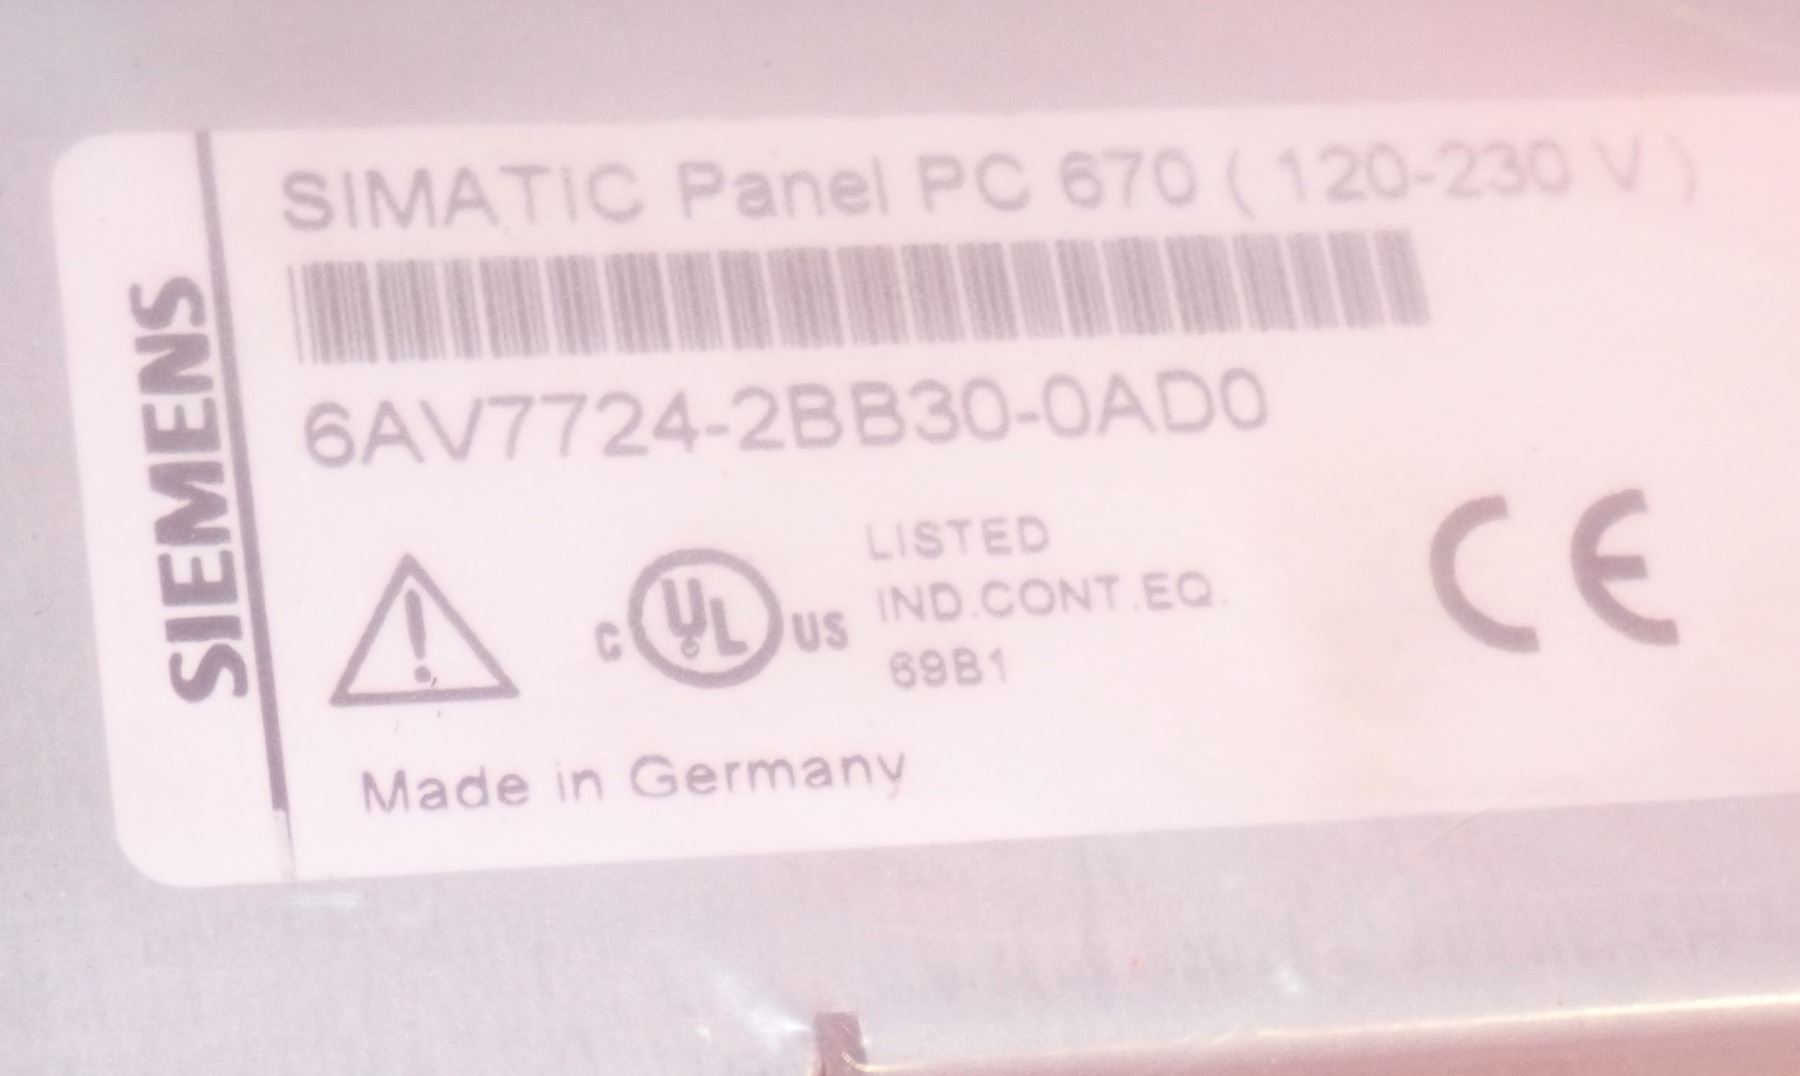 SIEMENS
SIMATIC Panel PC 670 ( 120-230 V )
6AV7724-2BB30-0AD0
C UL US
LISTED
IND.CONT.EQ.
69B1
CE
Made in Germany